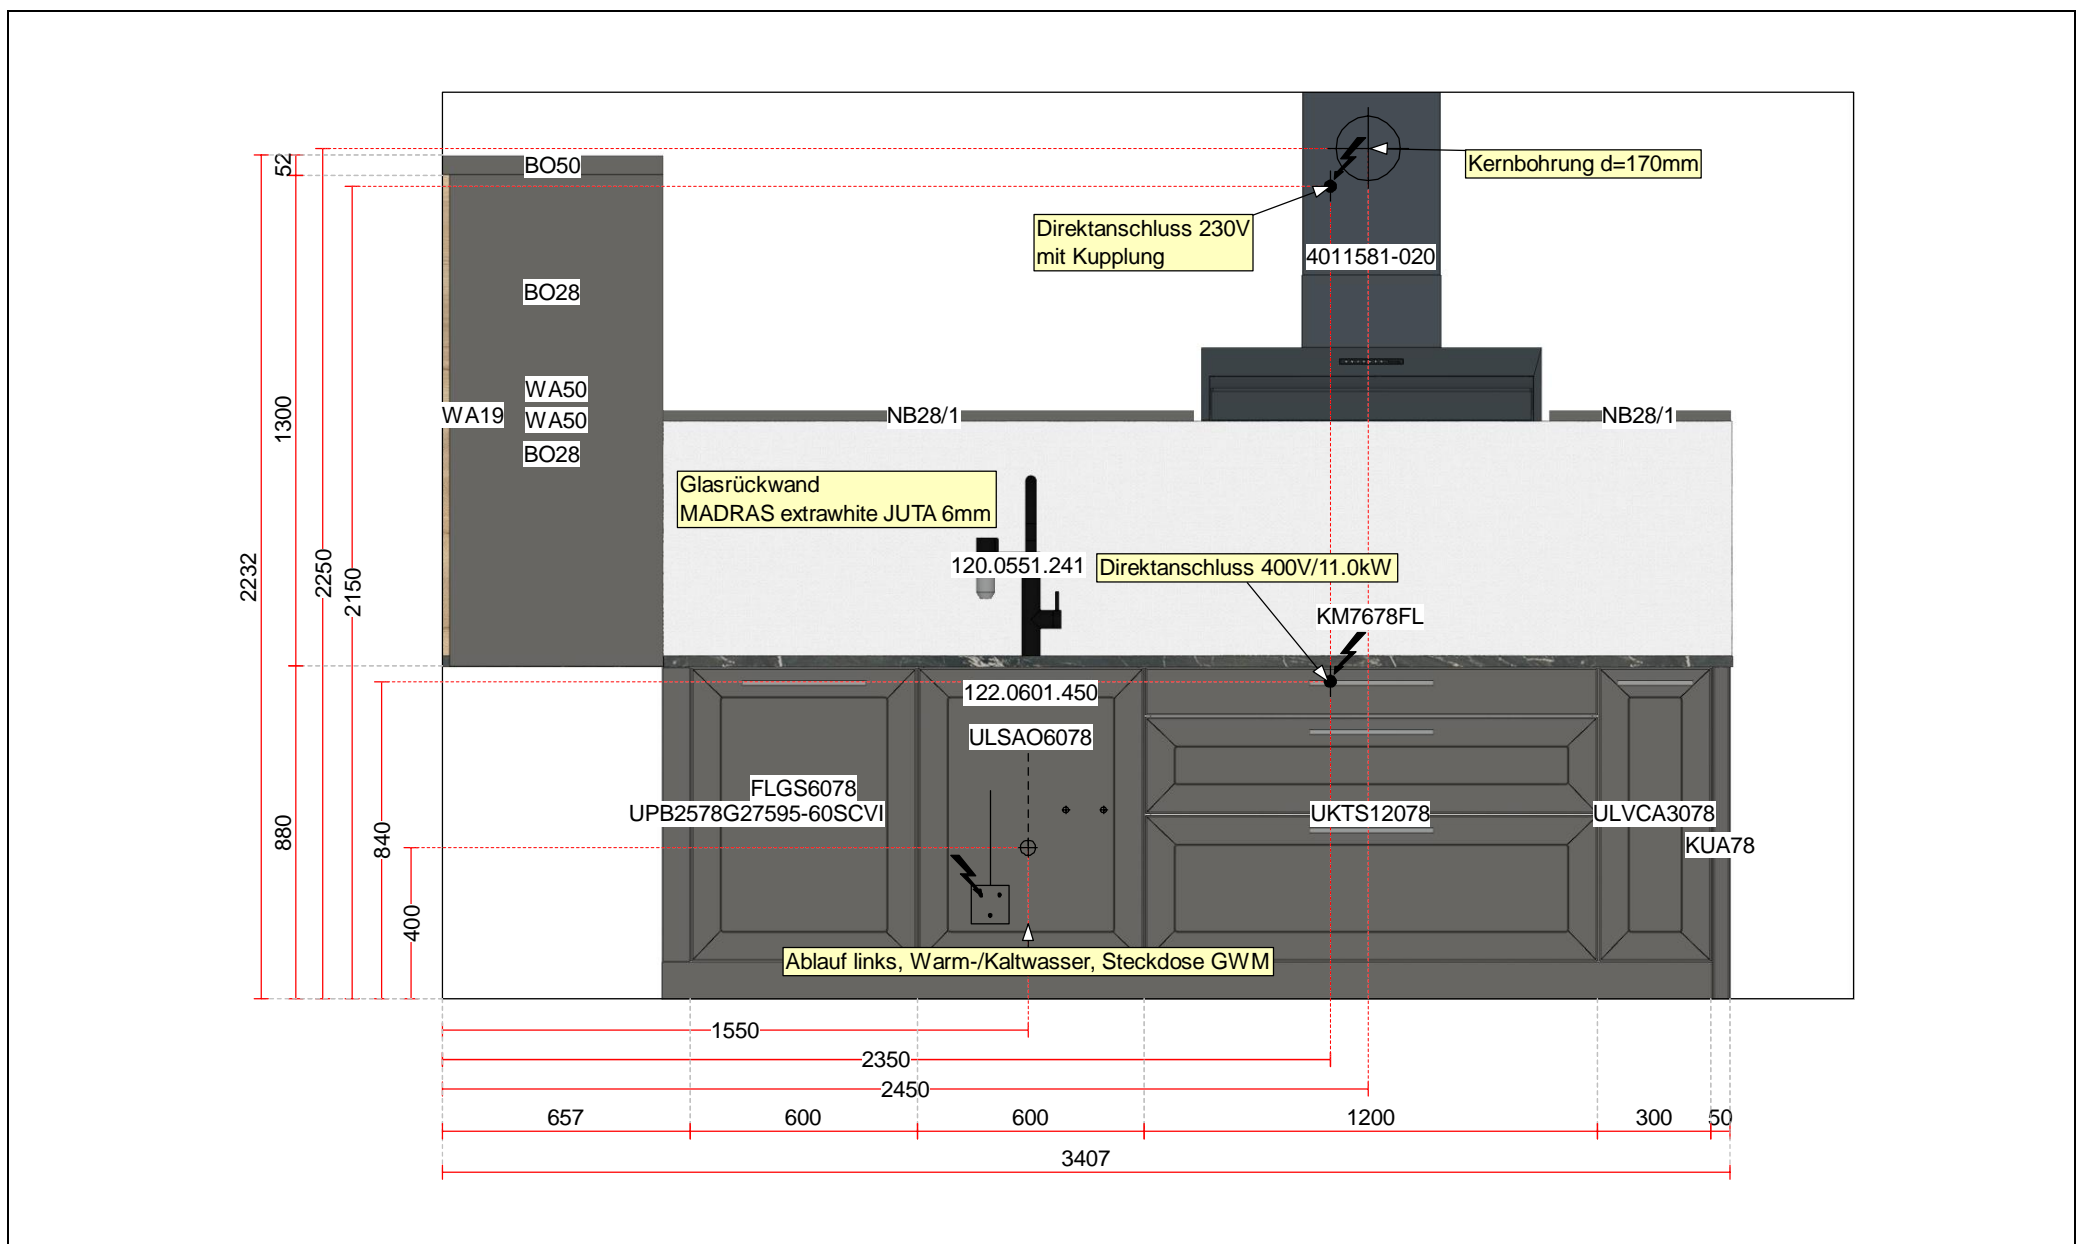 52
BO50
Kernbohrung d=170mm
Direktanschluss 230V
mit Kupplung
4011581-020
BO28
WA50
WA19
WA50
BO28
NB28/1
NB28/1
1300
2232
2250
2150
Glasrückwand
MADRAS extrawhite JUTA 6mm
120.0551.241
Direktanschluss 400V/11.0kW
KM7678FL
122.0601.450
ULSAO6078
FLGS6078
UPB2578G27595-60SCVI
UKTS12078
ULVCA3078
KUA78
880
840
400
Ablauf links, Warm-/Kaltwasser, Steckdose GWM
1550
2350
2450
657
600
600
1200
300
50
3407